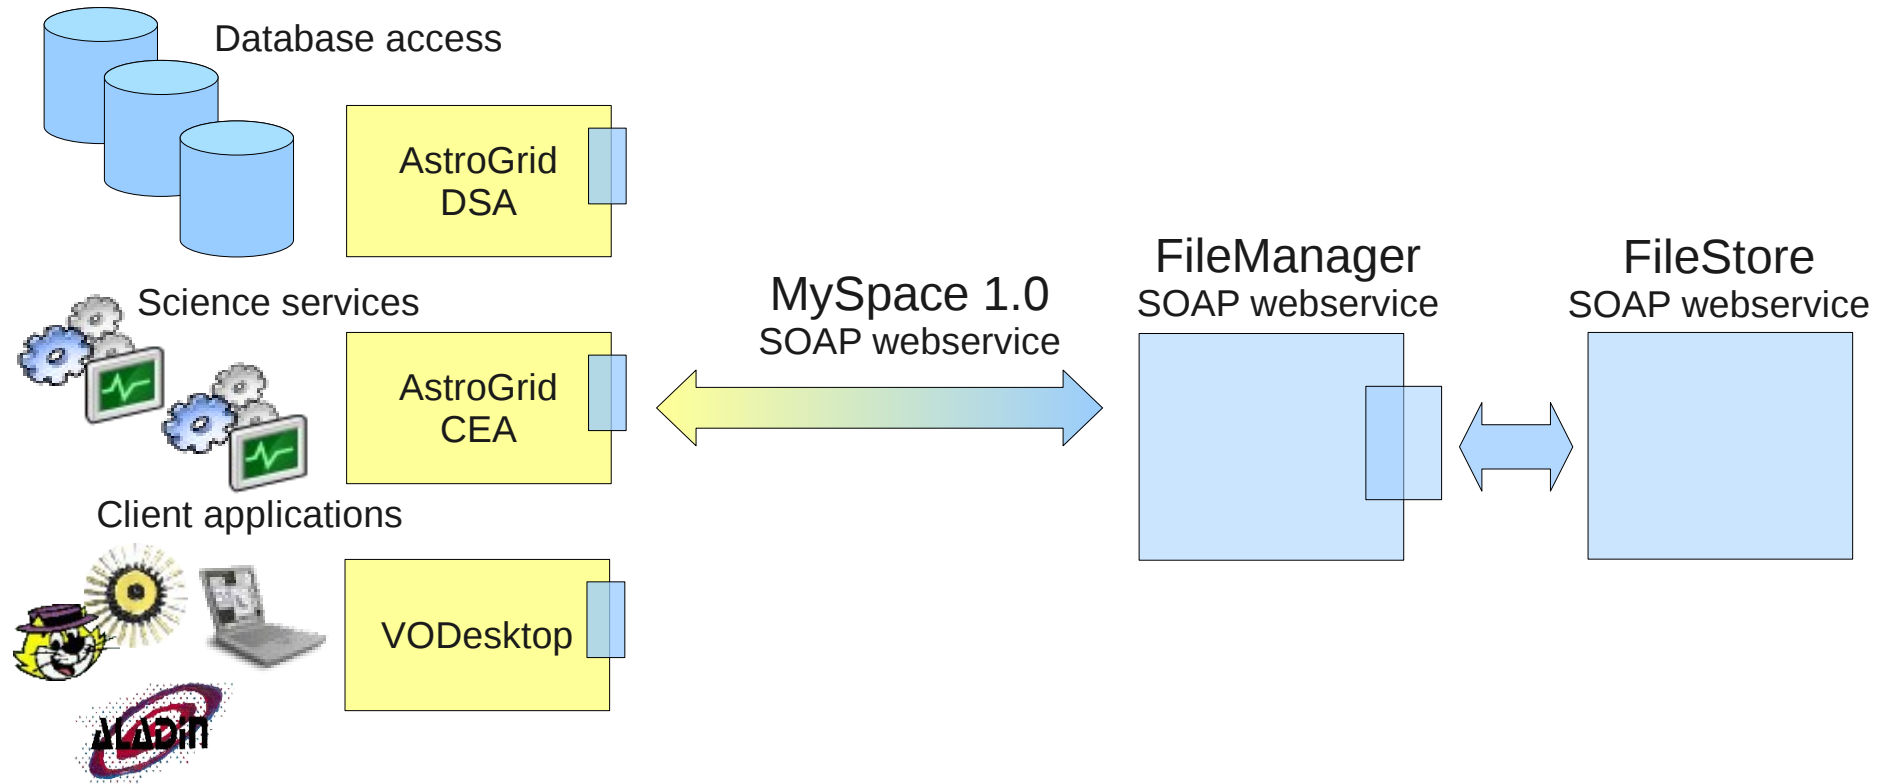 Database access
AstroGrid
DSA
Science services
AstroGrid
CEA
Client applications
VODesktop
ALADIN
MySpace 1.0
SOAP webservice
FileManager
SOAP webservice
FileStore
SOAP webservice